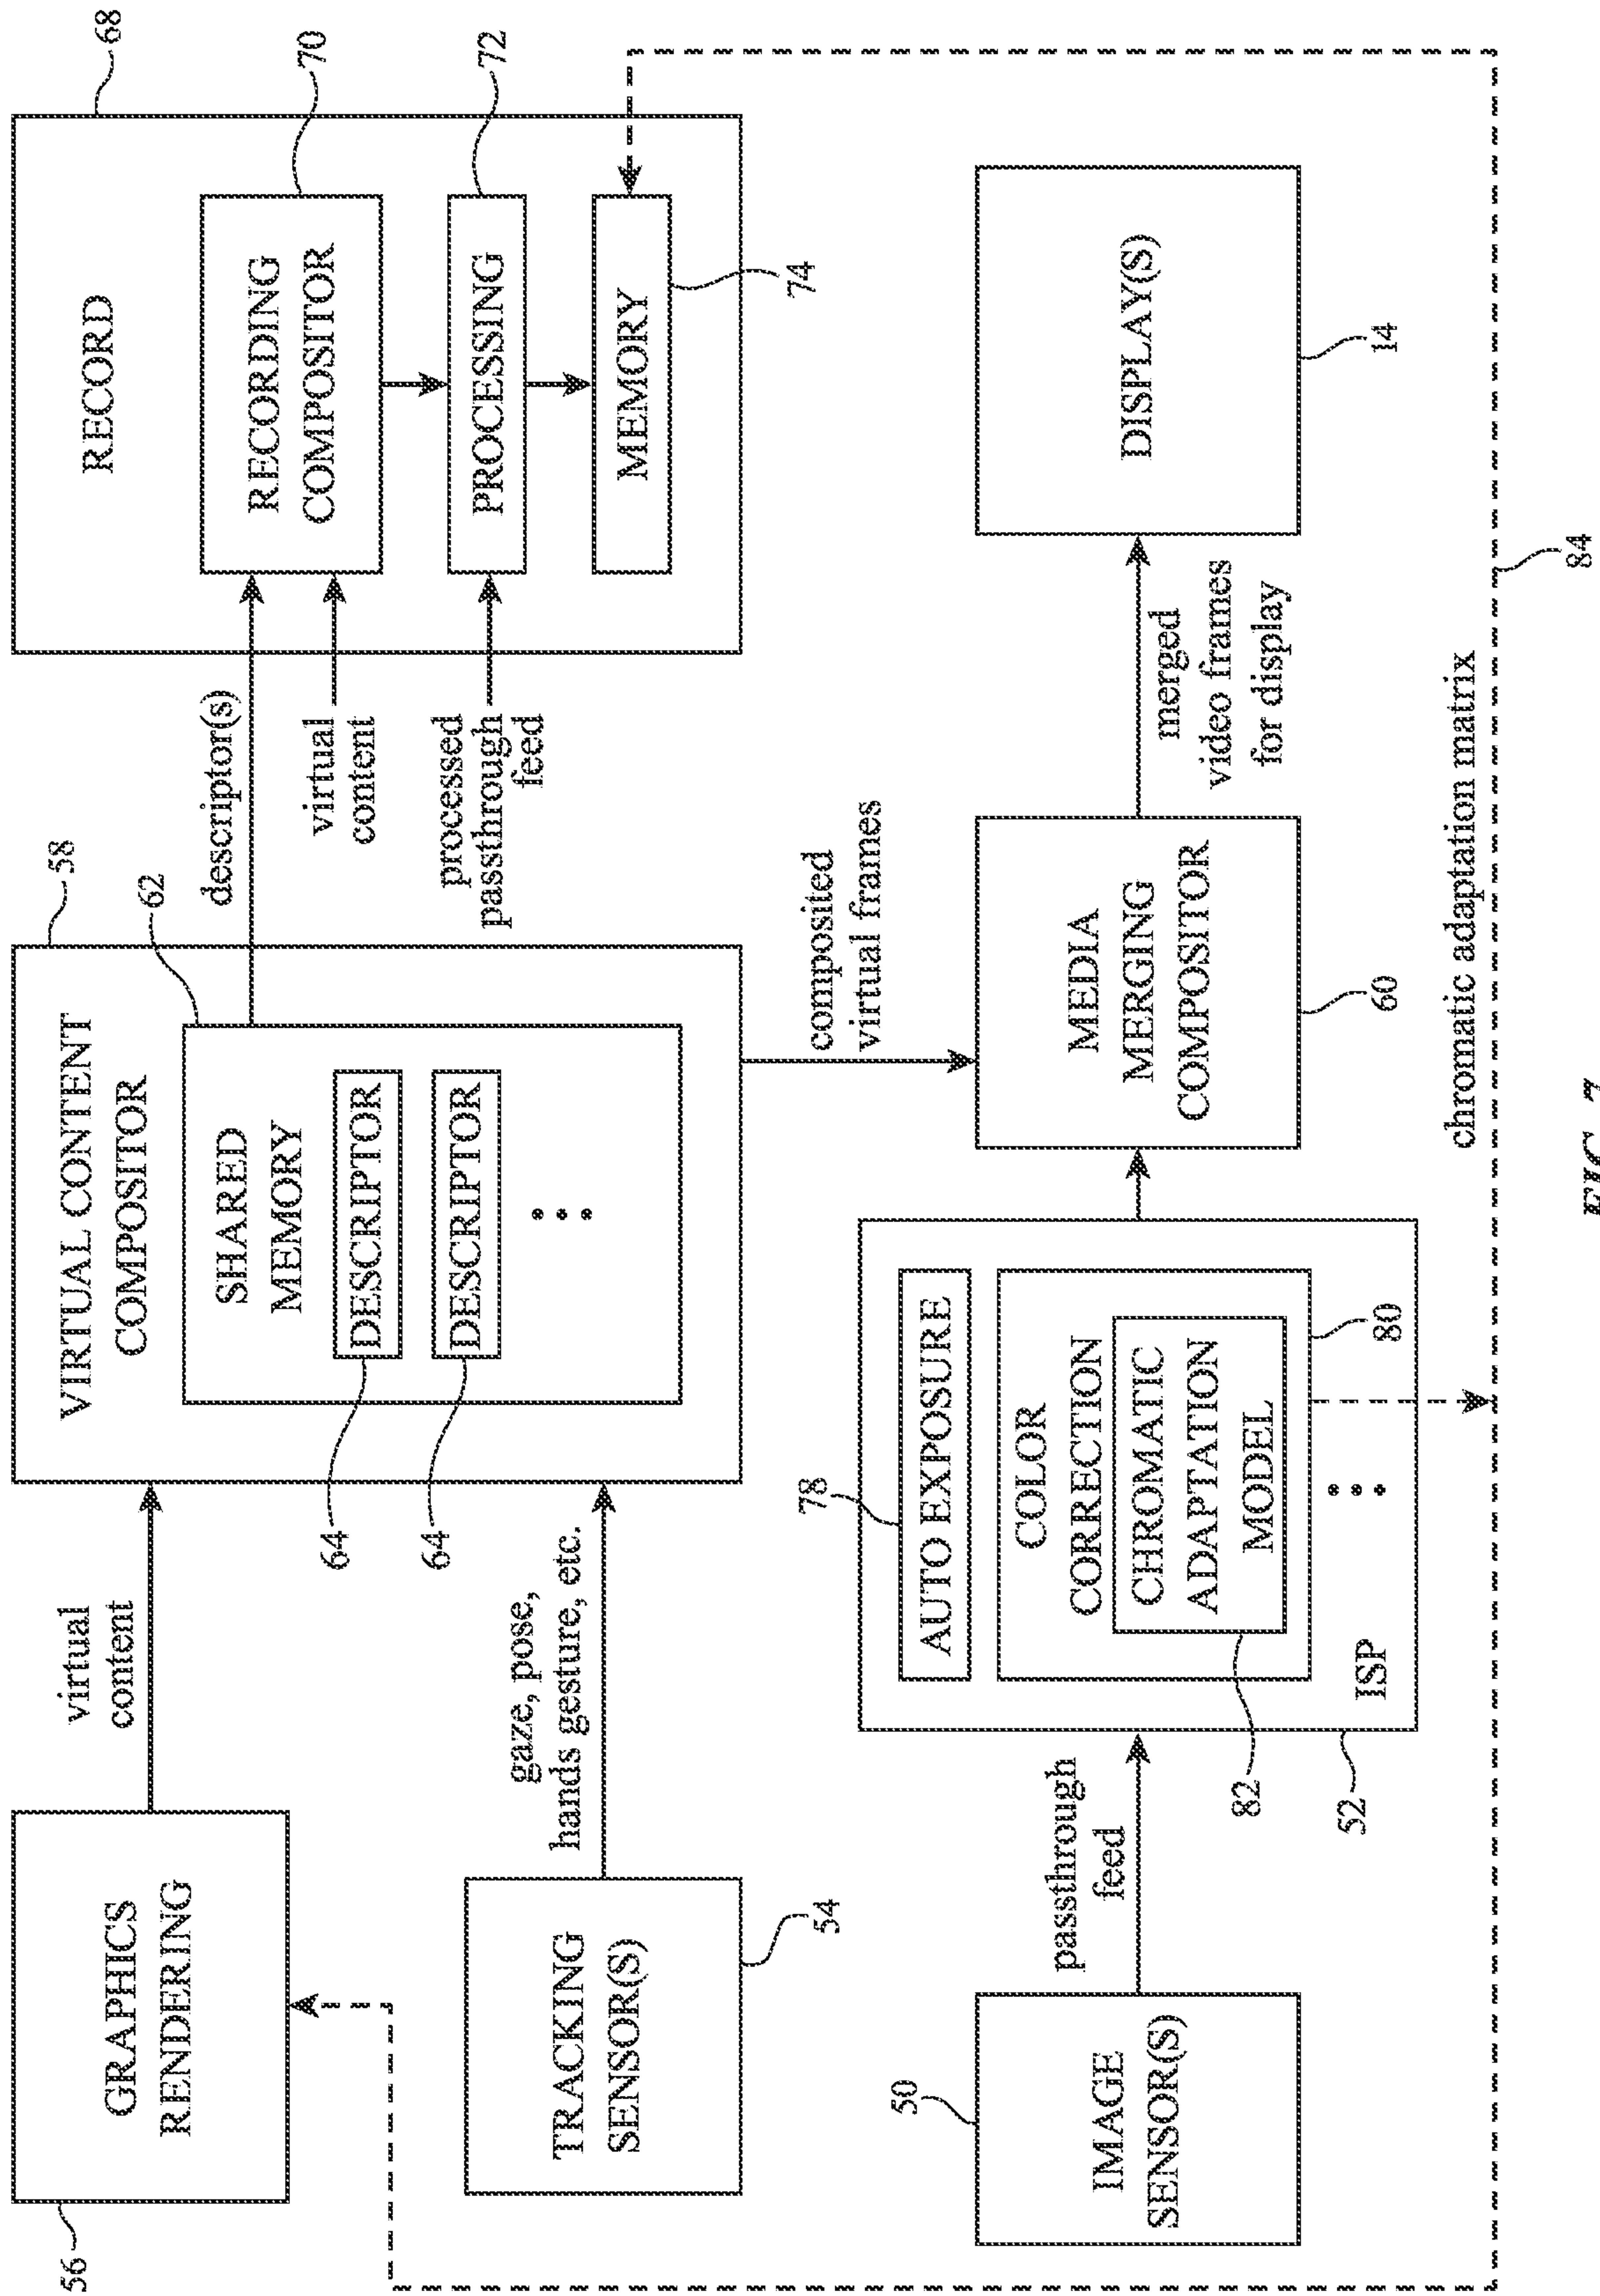 56
GRAPHICS
RENDERING
virtual
content
VIRTUAL CONTENT
COMPOSITOR
58
62
SHARED
MEMORY
DESCRIPTOR
DESCRIPTOR
64
64
descriptor(s)
virtual
content
processed
passthrough
feed
RECORD
68
RECORDING
COMPOSITOR
70
PROCESSING
72
MEMORY
74
TRACKING
SENSOR(S)
54
gaze, pose,
hands gesture, etc.
composited
virtual frames
50
IMAGE
SENSOR(S)
passthrough
feed
78
AUTO EXPOSURE
COLOR
CORRECTION
CHROMATIC
ADAPTATION
MODEL
80
82
ISP
52
MEDIA
MERGING
COMPOSITOR
60
merged
video frames
for display
DISPLAY(S)
14
chromatic adaptation matrix
84
FIG. 7